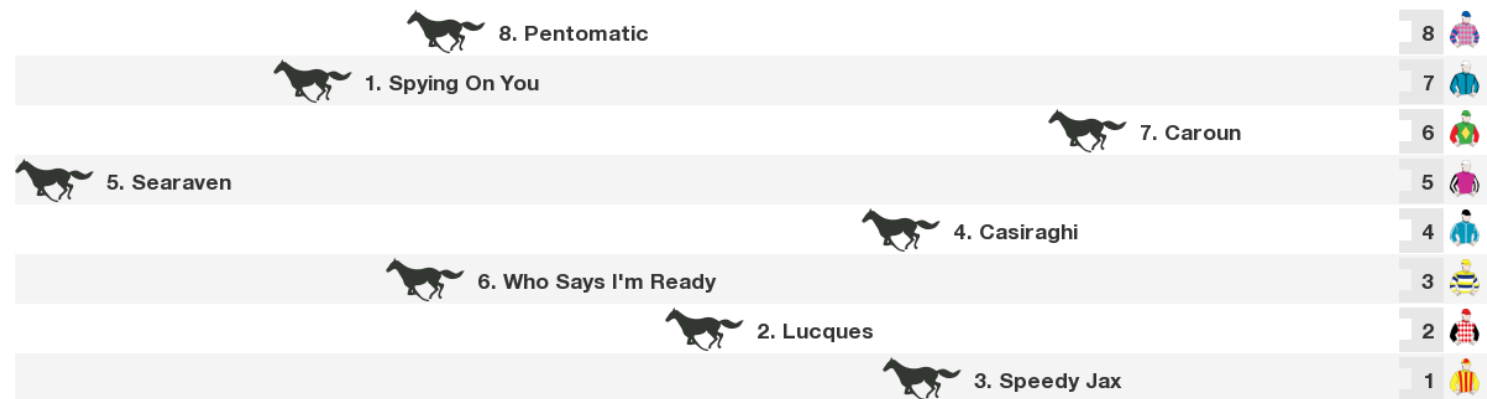 8. Pentomatic 8
1. Spying On You 7
7. Caroun 6
5. Searaven 5
4. Casiraghi 4
6. Who Says I'm Ready 3
2. Lucques 2
3. Speedy Jax 1